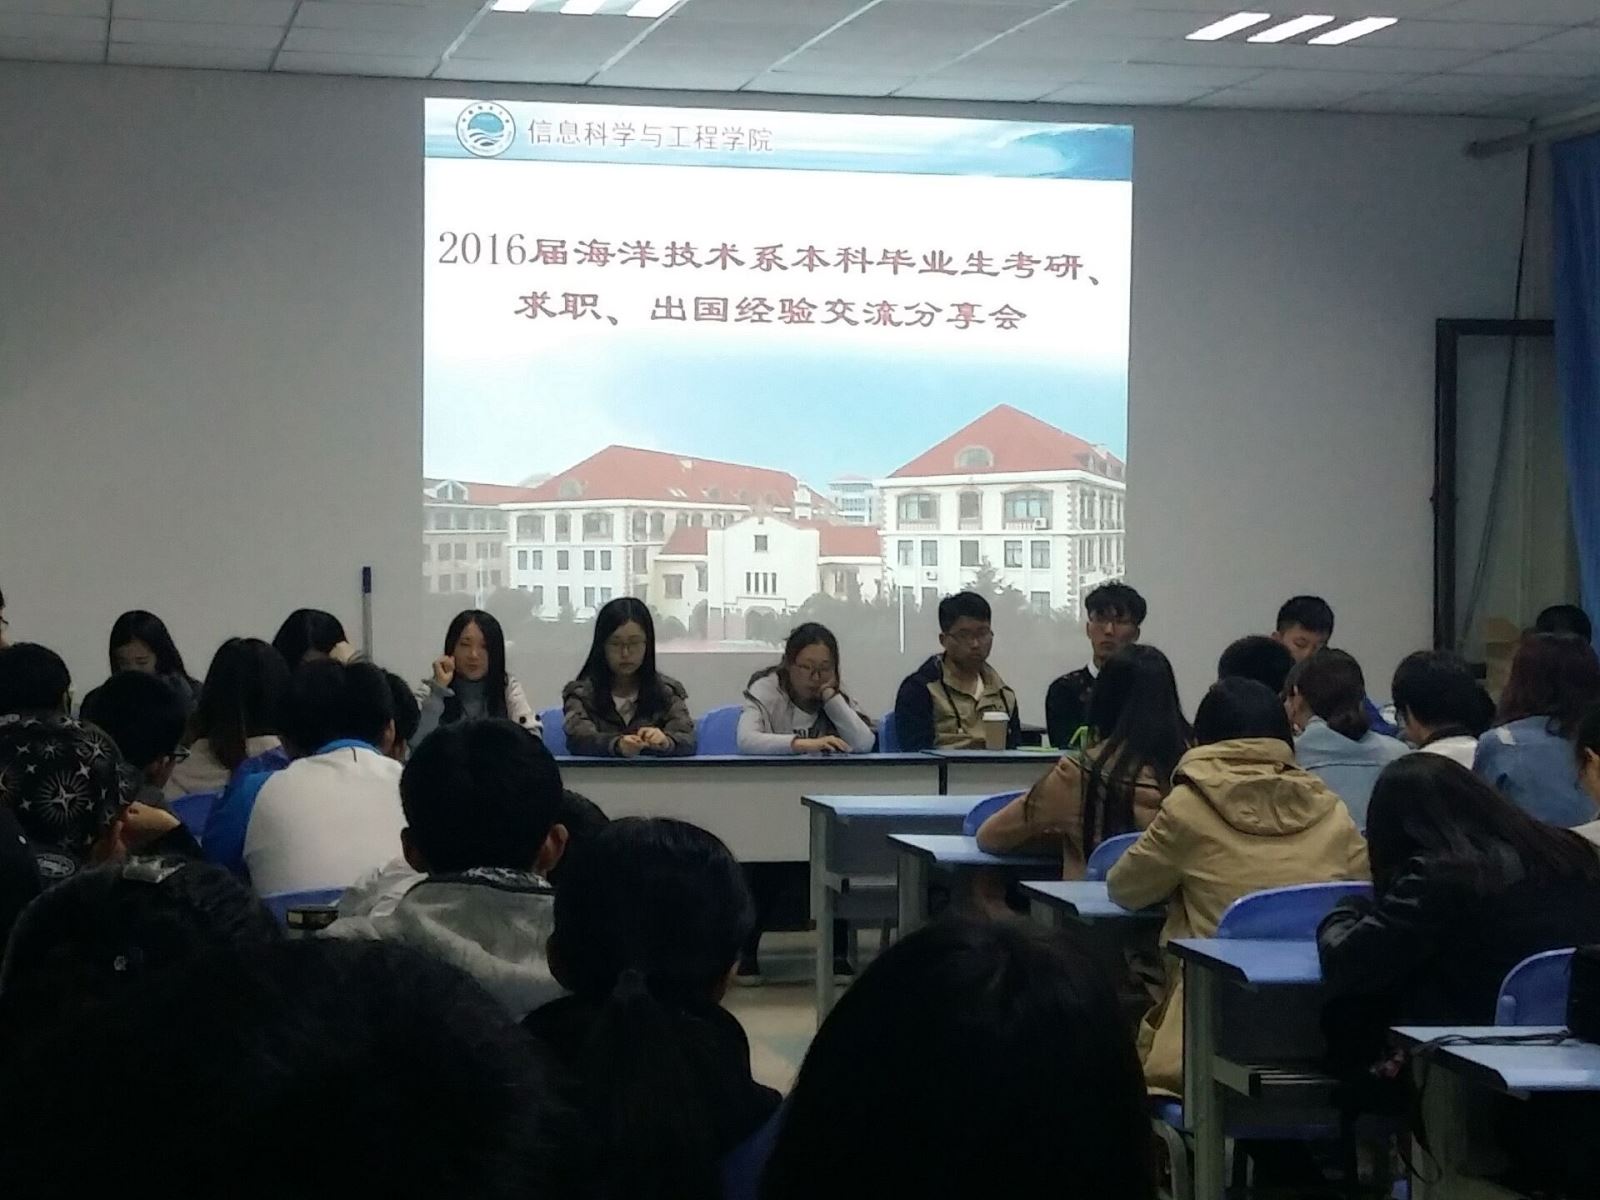 信息科学与工程学院
2016届海洋技术系本科毕业生考研、
求职、出国经验交流分享会